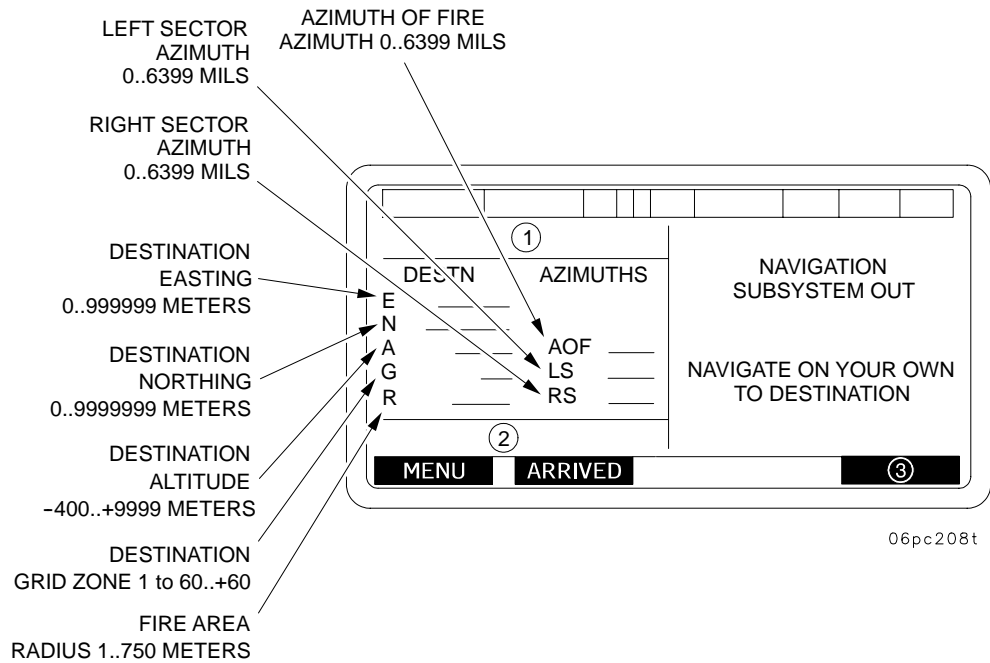 LEFT SECTOR
AZIMUTH
0..6399 MILS
AZIMUTH OF FIRE
AZIMUTH 0..6399 MILS
RIGHT SECTOR
AZIMUTH
0..6399 MILS
DESTINATION
EASTING
0..999999 METERS
DESTINATION
NORTHING
0..9999999 METERS
DESTINATION
ALTITUDE
-400..+9999 METERS
DESTINATION
GRID ZONE 1 to 60..+60
FIRE AREA
RADIUS 1..750 METERS
1
DESTN AZIMUTHS
E
N
A AOF
G LS
R RS
2
NAVIGATION
SUBSYSTEM OUT
NAVIGATE ON YOUR OWN
TO DESTINATION
MENU ARRIVED 3
06pc208t